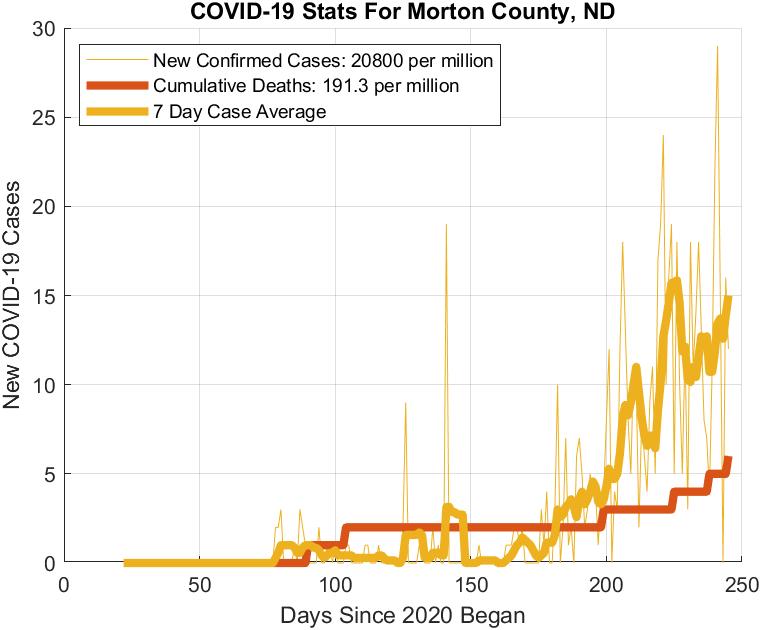 COVID-19 Stats For Morton County, ND
New Confirmed Cases: 20800 per million
Cumulative Deaths: 191.3 per million
7 Day Case Average
New COVID-19 Cases
30
25
20
15
10
5
0
0 50 100 150 200 250
Days Since 2020 Began